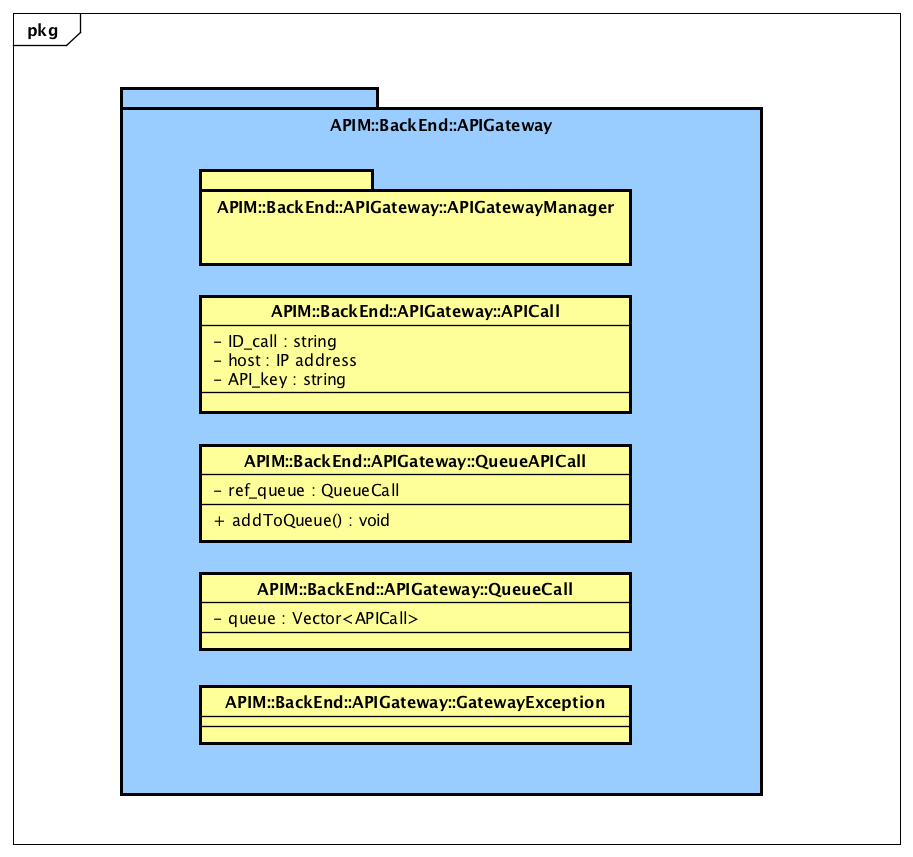 pkg
APIM::BackEnd::APIGateway
APIM::BackEnd::APIGateway::APIGatewayManager
APIM::BackEnd::APIGateway::APICall
- ID_call : string
- host : IP address
- API_key : string
APIM::BackEnd::APIGateway::QueueAPICall
- ref_queue : QueueCall
+ addToQueue() : void
APIM::BackEnd::APIGateway::QueueCall
- queue : Vector<APICall>
APIM::BackEnd::APIGateway::GatewayException